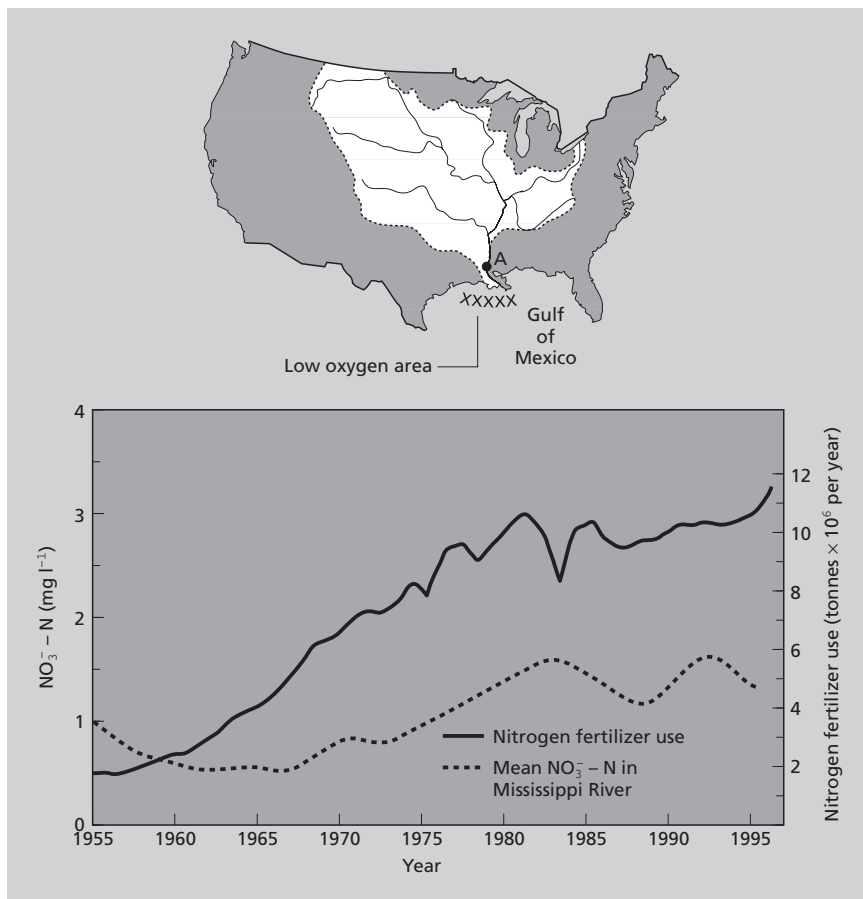 A
XXXXX
Gulf
of
Mexico
Low oxygen area
4
3
2
1
0
NO₃⁻ – N (mg l⁻¹)
12
10
8
6
4
2
Nitrogen fertilizer use (tonnes × 10⁶ per year)
Nitrogen fertilizer use
Mean NO₃⁻ – N in
Mississippi River
1955 1960 1965 1970 1975 1980 1985 1990 1995
Year